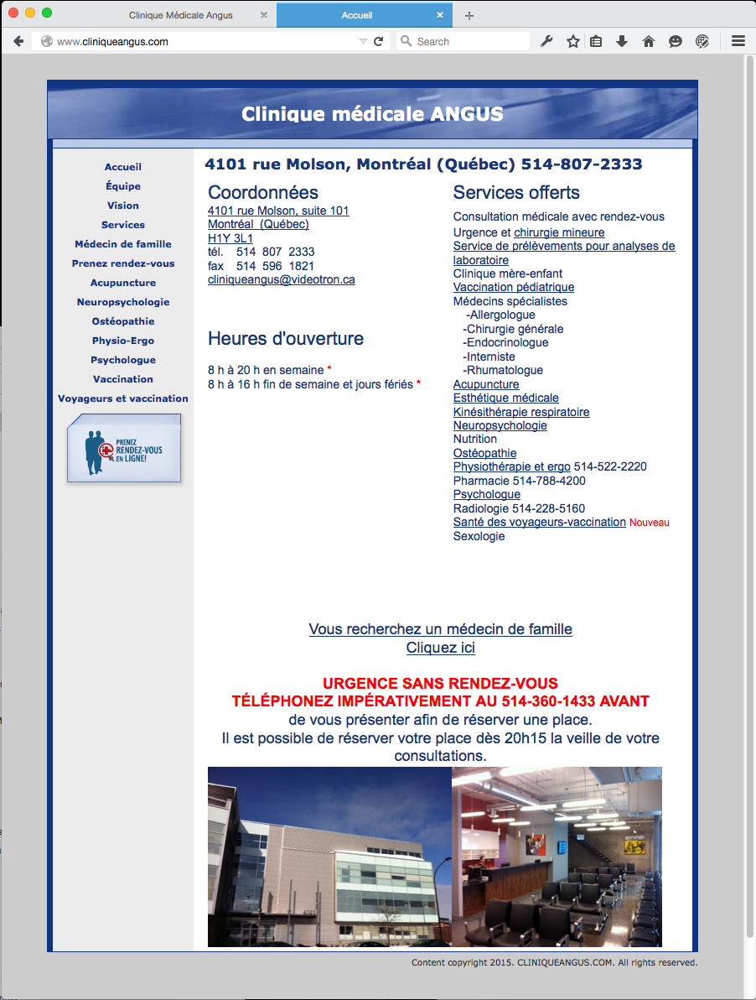 Clinique Médicale Angus
Accueil
www.cliniqueangus.com
Search
Clinique médicale ANGUS
Accueil
Équipe
Vision
Services
Médecin de famille
Prenez rendez-vous
Acupuncture
Neuropsychologie
Ostéopathie
Physio-Ergo
Psychologue
Vaccination
Voyageurs et vaccination
PRENEZ
RENDEZ-VOUS
EN LIGNE!
4101 rue Molson, Montréal (Québec) 514-807-2333
Coordonnées
4101 rue Molson, suite 101
Montréal (Québec)
H1Y 3L1
tél. 514 807 2333
fax 514 596 1821
cliniqueangus@videotron.ca
Heures d'ouverture
8 h à 20 h en semaine *
8 h à 16 h fin de semaine et jours fériés *
Services offerts
Consultation médicale avec rendez-vous
Urgence et chirurgie mineure
Service de prélèvements pour analyses de
laboratoire
Clinique mère-enfant
Vaccination pédiatrique
Médecins spécialistes
-Allergologue
-Chirurgie générale
-Endocrinologue
-Interniste
-Rhumatologue
Acupuncture
Esthétique médicale
Kinésithérapie respiratoire
Neuropsychologie
Nutrition
Ostéopathie
Physiothérapie et ergo 514-522-2220
Pharmacie 514-788-4200
Psychologue
Radiologie 514-228-5160
Santé des voyageurs-vaccination Nouveau
Sexologie
Vous recherchez un médecin de famille
Cliquez ici
URGENCE SANS RENDEZ-VOUS
TÉLÉPHONEZ IMPÉRATIVEMENT AU 514-360-1433 AVANT
de vous présenter afin de réserver une place.
Il est possible de réserver votre place dès 20h15 la veille de votre
consultations.
4101
Content copyright 2015. CLINIQUEANGUS.COM. All rights reserved.